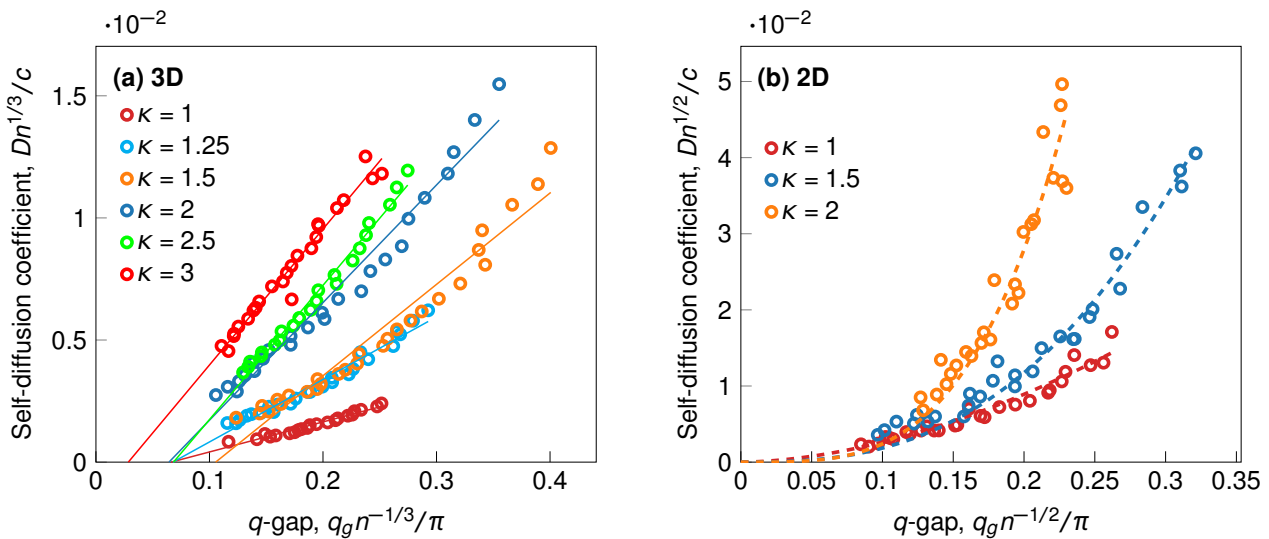 ·10⁻²
(a) 3D
κ = 1
κ = 1.25
κ = 1.5
κ = 2
κ = 2.5
κ = 3
1.5
1
0.5
0
0
0.1
0.2
0.3
0.4
Self-diffusion coefficient, Dn^{1/3}/c
q-gap, q_g n^{−1/3}/π
·10⁻²
(b) 2D
κ = 1
κ = 1.5
κ = 2
5
4
3
2
1
0
0
0.05
0.1
0.15
0.2
0.25
0.3
0.35
Self-diffusion coefficient, Dn^{1/2}/c
q-gap, q_g n^{−1/2}/π